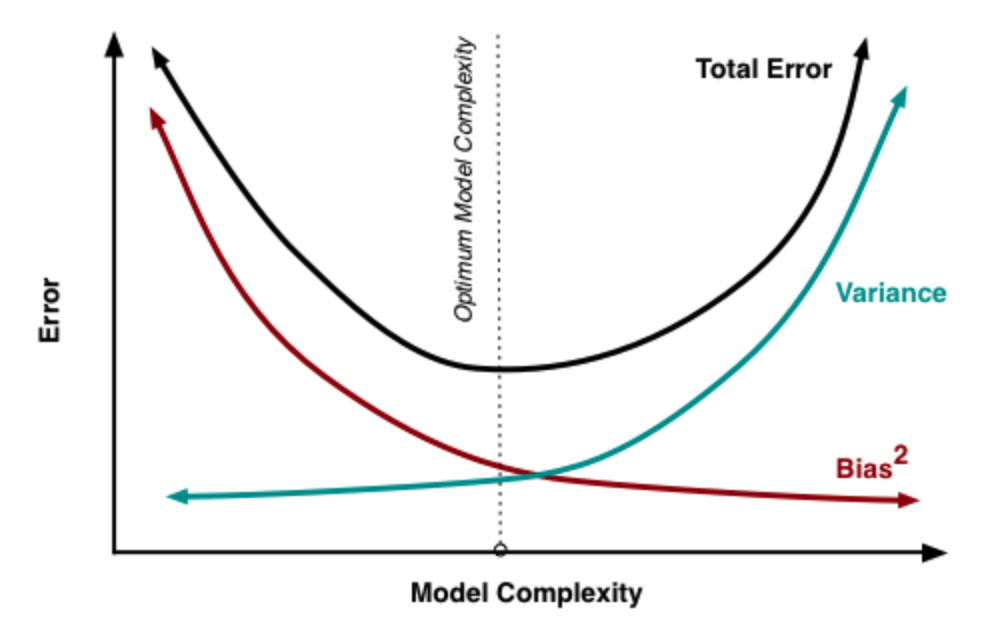 Total Error
Optimum Model Complexity
Variance
Error
Bias²
Model Complexity